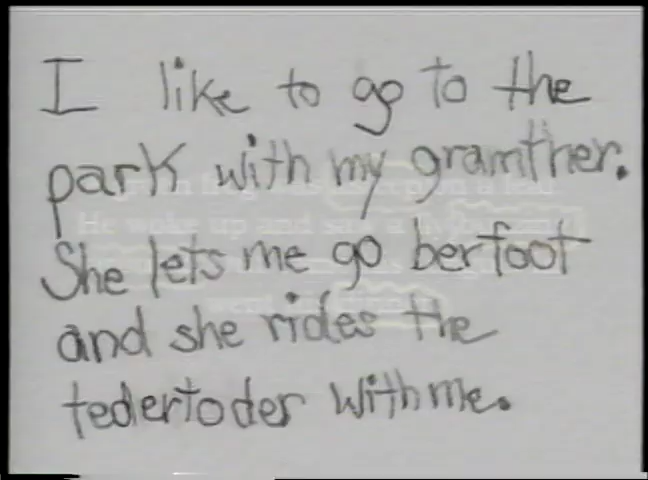 I like to go to the
park with my gramther.
She lets me go berfoot
and she rides the
tedertoder with me.